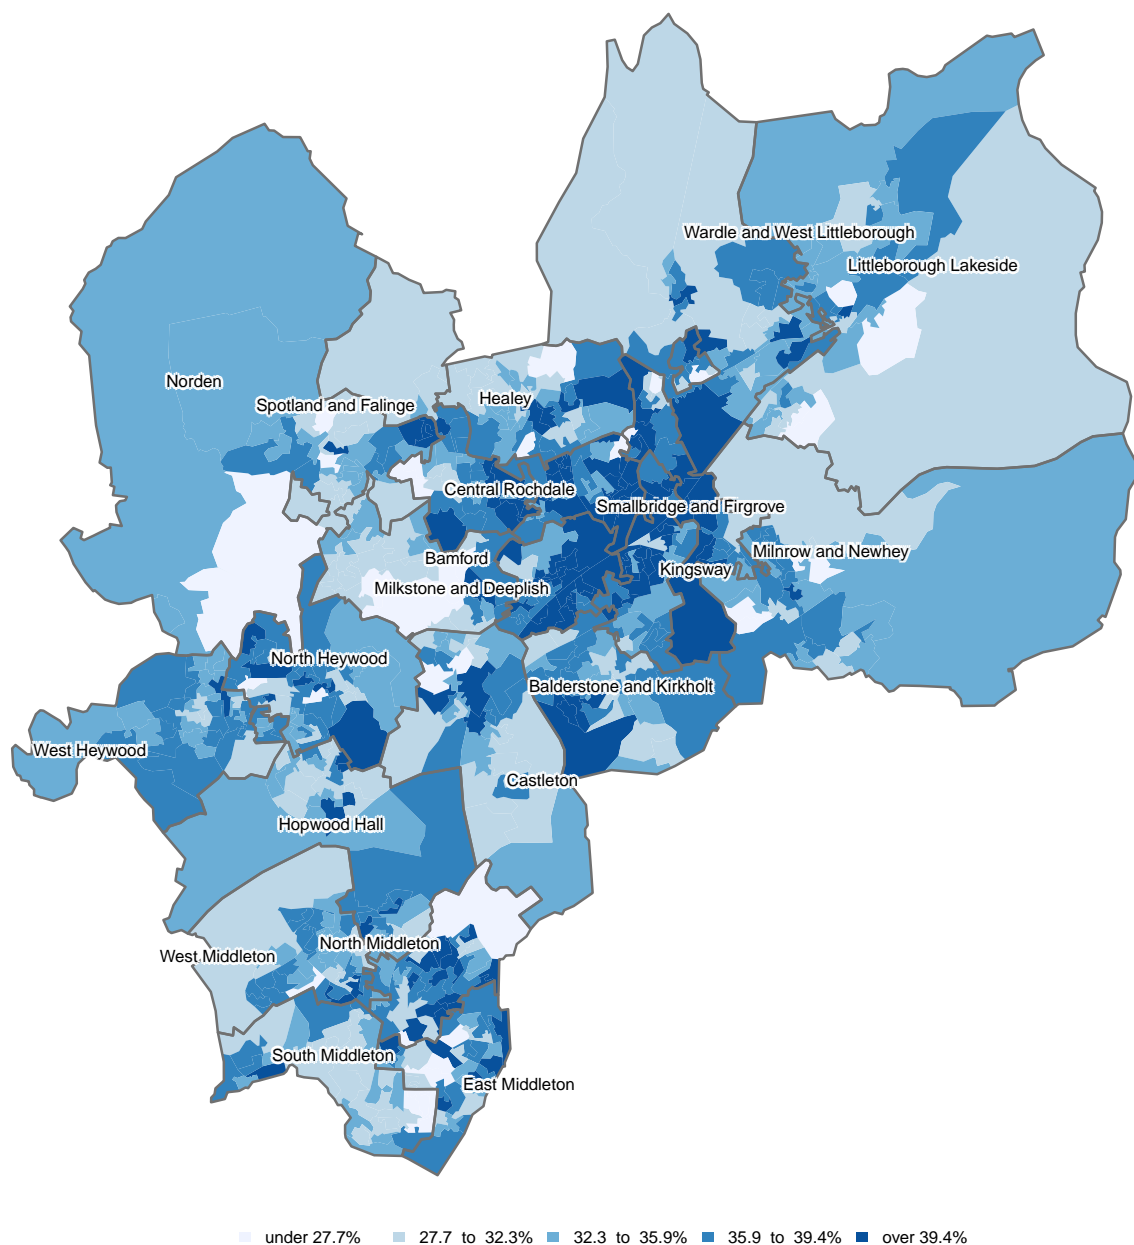 Wardle and West Littleborough
Littleborough Lakeside
Norden
Spotland and Falinge
Healey
Central Rochdale
Smallbridge and Firgrove
Bamford
Milnrow and Newhey
Kingsway
Milkstone and Deeplish
North Heywood
Balderstone and Kirkholt
West Heywood
Castleton
Hopwood Hall
North Middleton
West Middleton
South Middleton
East Middleton
under 27.7% 27.7 to 32.3% 32.3 to 35.9% 35.9 to 39.4% over 39.4%